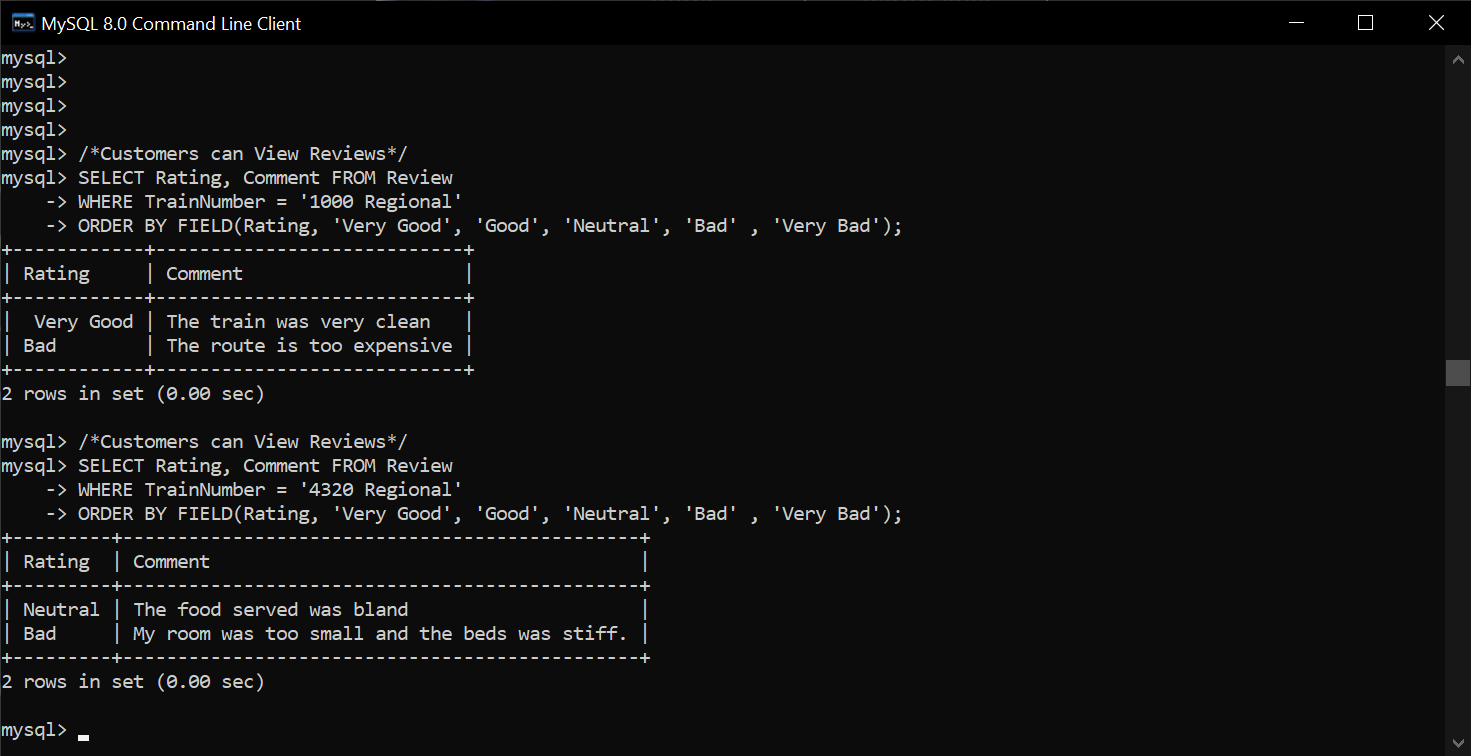 MySQL 8.0 Command Line Client
mysql>
mysql>
mysql>
mysql>
mysql> /*Customers can View Reviews*/
mysql> SELECT Rating, Comment FROM Review
    -> WHERE TrainNumber = '1000 Regional'
    -> ORDER BY FIELD(Rating, 'Very Good', 'Good', 'Neutral', 'Bad' , 'Very Bad');
+------------+----------------------------+
| Rating     | Comment                    |
+------------+----------------------------+
|  Very Good | The train was very clean   |
| Bad        | The route is too expensive |
+------------+----------------------------+
2 rows in set (0.00 sec)

mysql> /*Customers can View Reviews*/
mysql> SELECT Rating, Comment FROM Review
    -> WHERE TrainNumber = '4320 Regional'
    -> ORDER BY FIELD(Rating, 'Very Good', 'Good', 'Neutral', 'Bad' , 'Very Bad');
+---------+-----------------------------------------------+
| Rating  | Comment                                       |
+---------+-----------------------------------------------+
| Neutral | The food served was bland                     |
| Bad     | My room was too small and the beds was stiff. |
+---------+-----------------------------------------------+
2 rows in set (0.00 sec)

mysql>